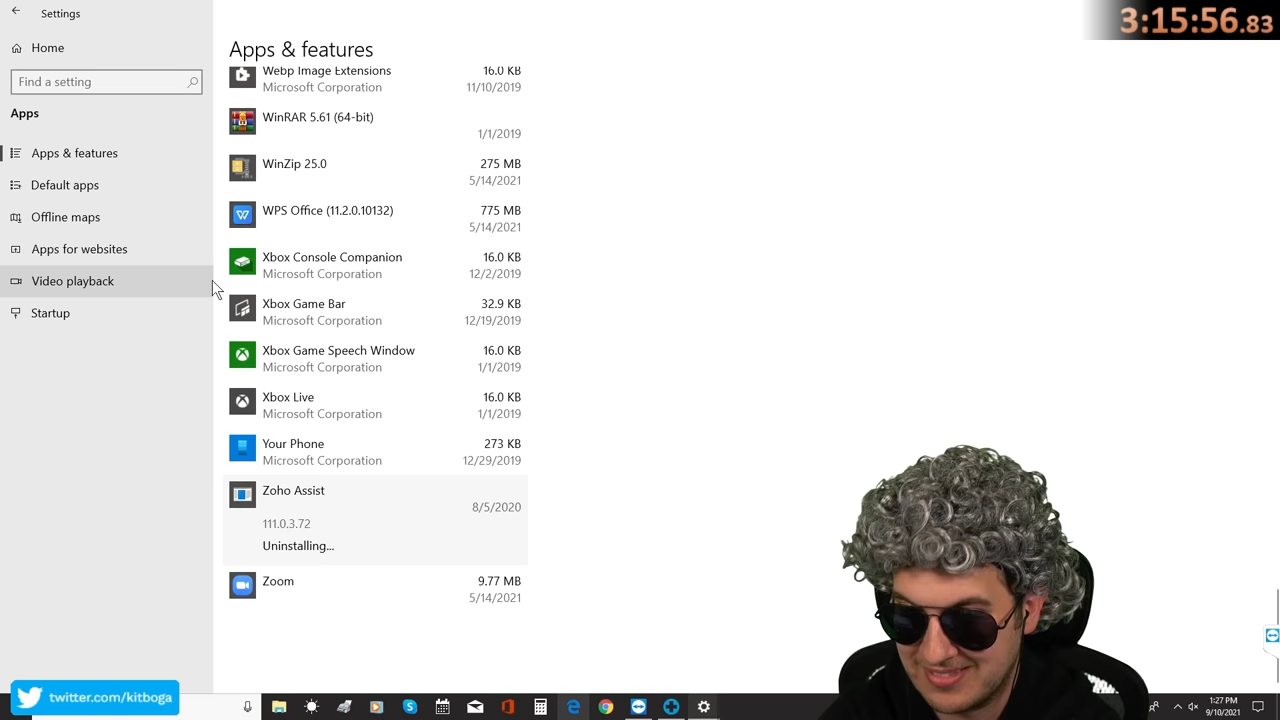 Settings
3:15:56.83
Home
Find a setting
Apps
Apps & features
Default apps
Offline maps
Apps for websites
Video playback
Startup
Apps & features
Webp Image Extensions 16.0 KB
Microsoft Corporation 11/10/2019
WinRAR 5.61 (64-bit)
1/1/2019
WinZip 25.0 275 MB
5/14/2021
WPS Office (11.2.0.10132) 775 MB
5/14/2021
Xbox Console Companion 16.0 KB
Microsoft Corporation 12/2/2019
Xbox Game Bar 32.9 KB
Microsoft Corporation 12/19/2019
Xbox Game Speech Window 16.0 KB
Microsoft Corporation 1/1/2019
Xbox Live 16.0 KB
Microsoft Corporation 1/1/2019
Your Phone 273 KB
Microsoft Corporation 12/29/2019
Zoho Assist
8/5/2020
111.0.3.72
Uninstalling...
Zoom 9.77 MB
5/14/2021
twitter.com/kitboga
1:27 PM
9/10/2021